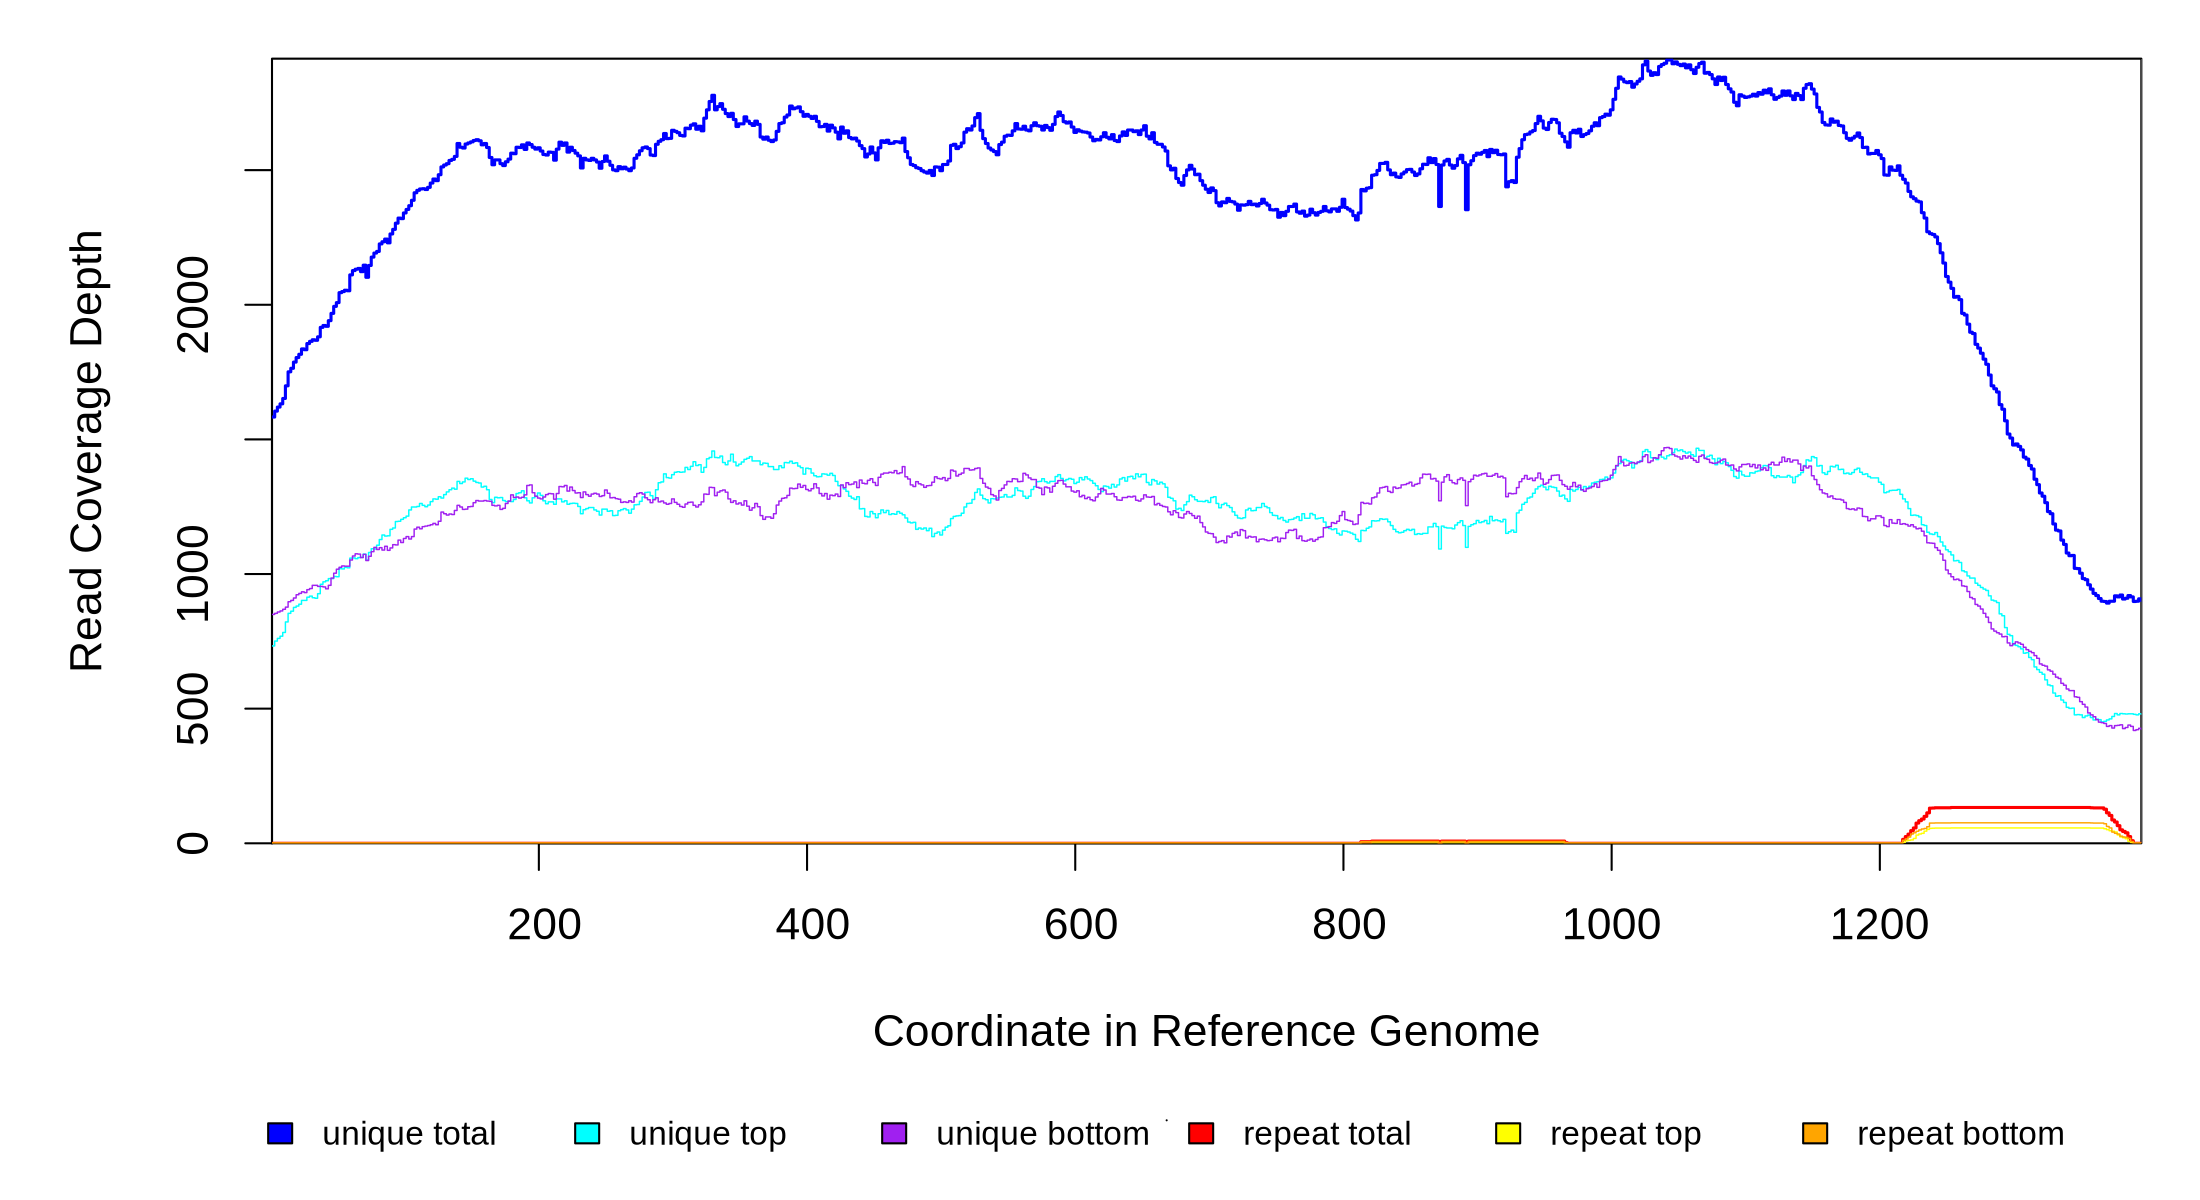 Read Coverage Depth
2000
1000
500
0
200 400 600 800 1000 1200
Coordinate in Reference Genome
unique total unique top unique bottom repeat total repeat top repeat bottom